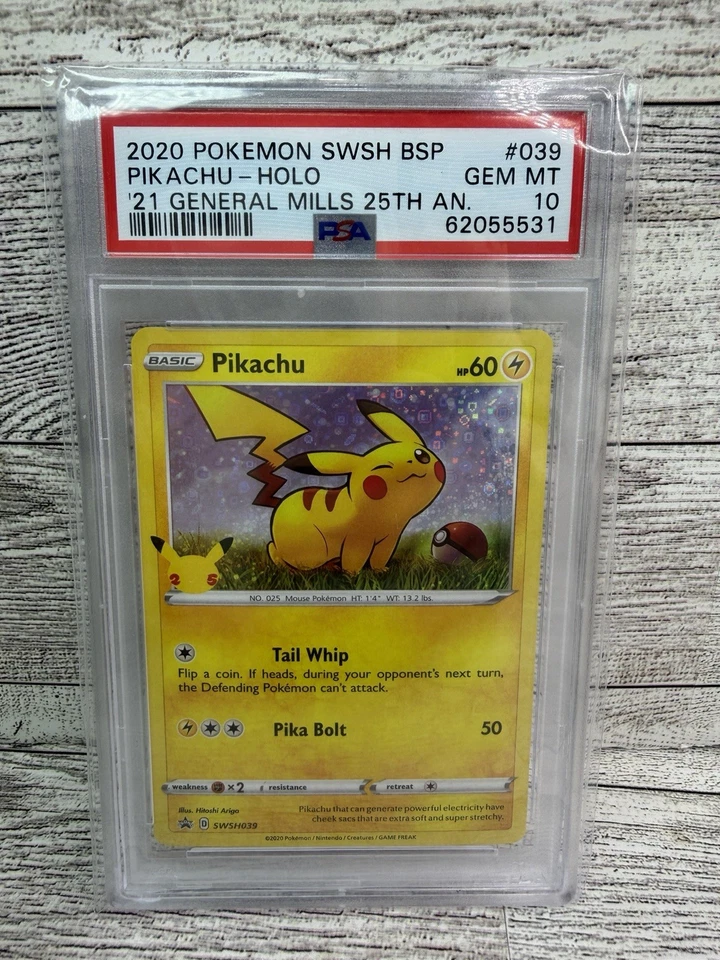 2020 POKEMON SWSH BSP #039
PIKACHU - HOLO GEM MT
'21 GENERAL MILLS 25TH AN. 10
PSA 62055531
BASIC Pikachu HP60
25
NO. 025 Mouse Pokémon HT: 1'4" WT: 13.2 lbs.
Tail Whip
Flip a coin. If heads, during your opponent's next turn,
the Defending Pokémon can't attack.
Pika Bolt 50
weakness ×2 resistance retreat
Illus. Hitoshi Ariga
Pikachu that can generate powerful electricity have
cheek sacs that are extra soft and super stretchy.
D SWSH039
©2020 Pokémon / Nintendo / Creatures / GAME FREAK